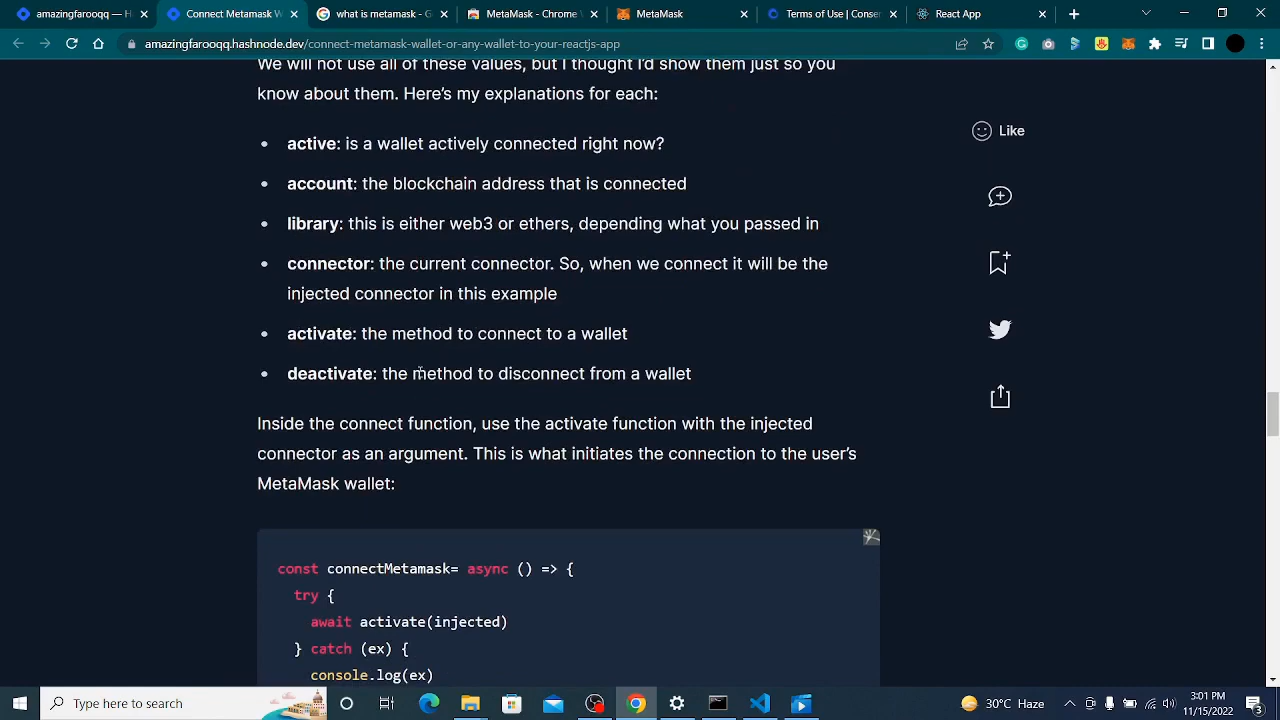 amazingfarooqq — H
Connect Metamask W
what is metamask - G
MetaMask - Chrome
MetaMask
Terms of Use | Conser
React App
amazingfarooqq.hashnode.dev/connect-metamask-wallet-or-any-wallet-to-your-reactjs-app
We will not use all of these values, but I thought I'd show them just so you
know about them. Here's my explanations for each:
active: is a wallet actively connected right now?
account: the blockchain address that is connected
library: this is either web3 or ethers, depending what you passed in
connector: the current connector. So, when we connect it will be the
injected connector in this example
activate: the method to connect to a wallet
deactivate: the method to disconnect from a wallet
Inside the connect function, use the activate function with the injected
connector as an argument. This is what initiates the connection to the user's
MetaMask wallet:
const connectMetamask= async () => {
try {
await activate(injected)
} catch (ex) {
console.log(ex)
Like
Type here to search
30°C Haze
3:01 PM
11/15/2022